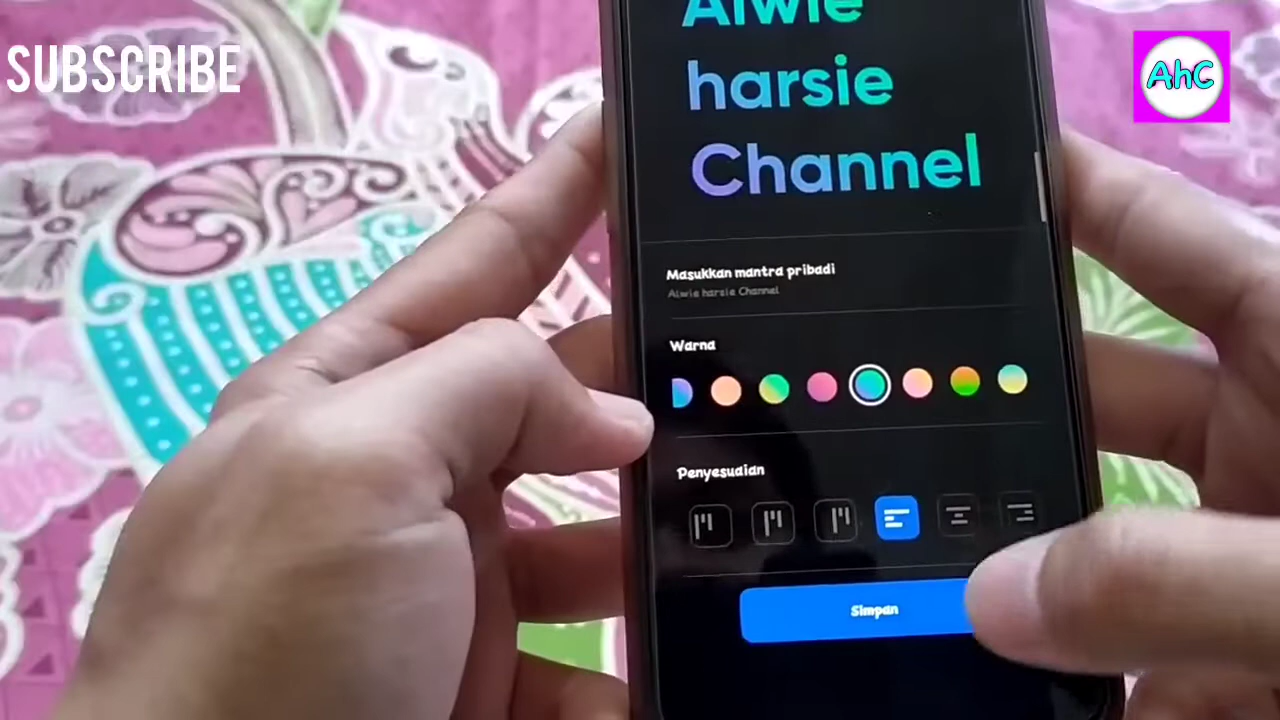 SUBSCRIBE
AhC
Alwie
harsie
Channel
Masukkan mantra pribadi
Alwie harsie Channel
Warna
Penyesuaian
Simpan